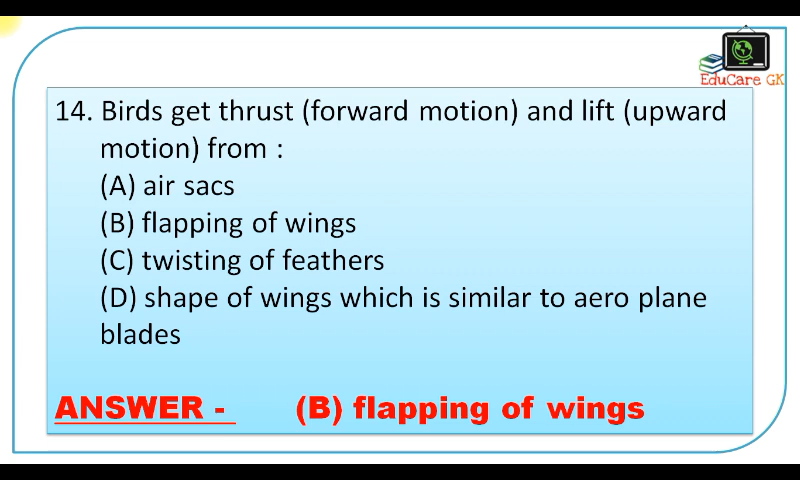 EduCare GK
14. Birds get thrust (forward motion) and lift (upward
motion) from :
(A) air sacs
(B) flapping of wings
(C) twisting of feathers
(D) shape of wings which is similar to aero plane
blades
ANSWER - (B) flapping of wings